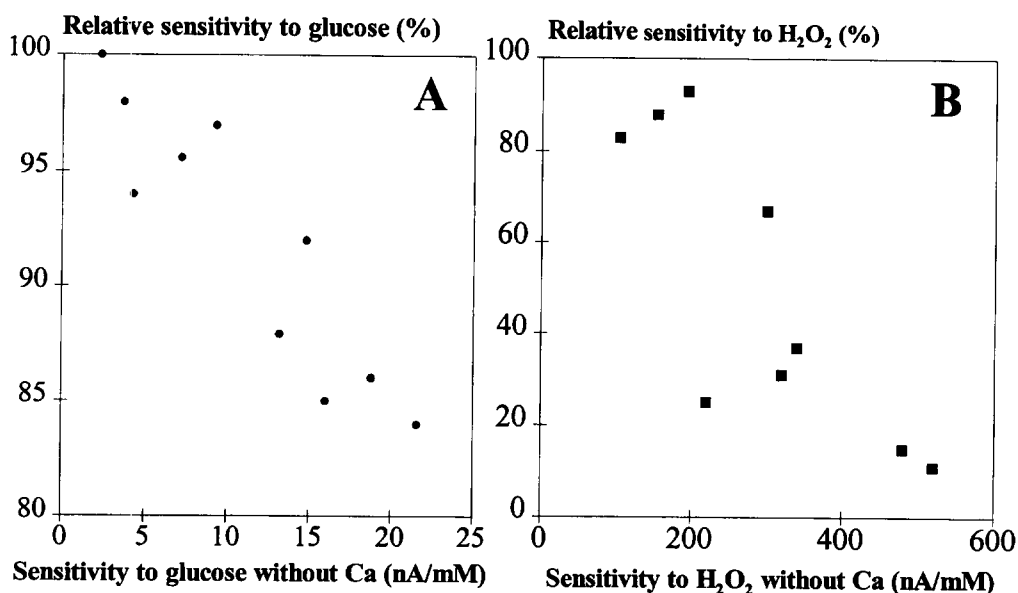 Relative sensitivity to glucose (%)
100
95
90
85
80
A
0 5 10 15 20 25
Sensitivity to glucose without Ca (nA/mM)
Relative sensitivity to H₂O₂ (%)
100
80
60
40
20
0
B
0 200 400 600
Sensitivity to H₂O₂ without Ca (nA/mM)